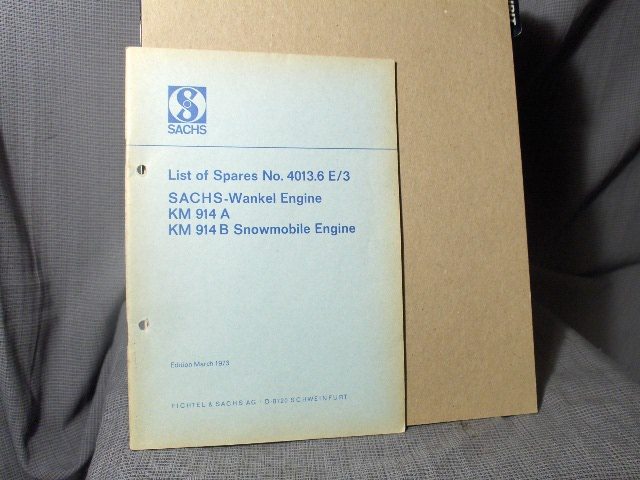 SACHS
List of Spares No. 4013.6 E/3
SACHS-Wankel Engine
KM 914 A
KM 914 B Snowmobile Engine
Edition March 1973
FICHTEL & SACHS AG · D-8720 SCHWEINFURT